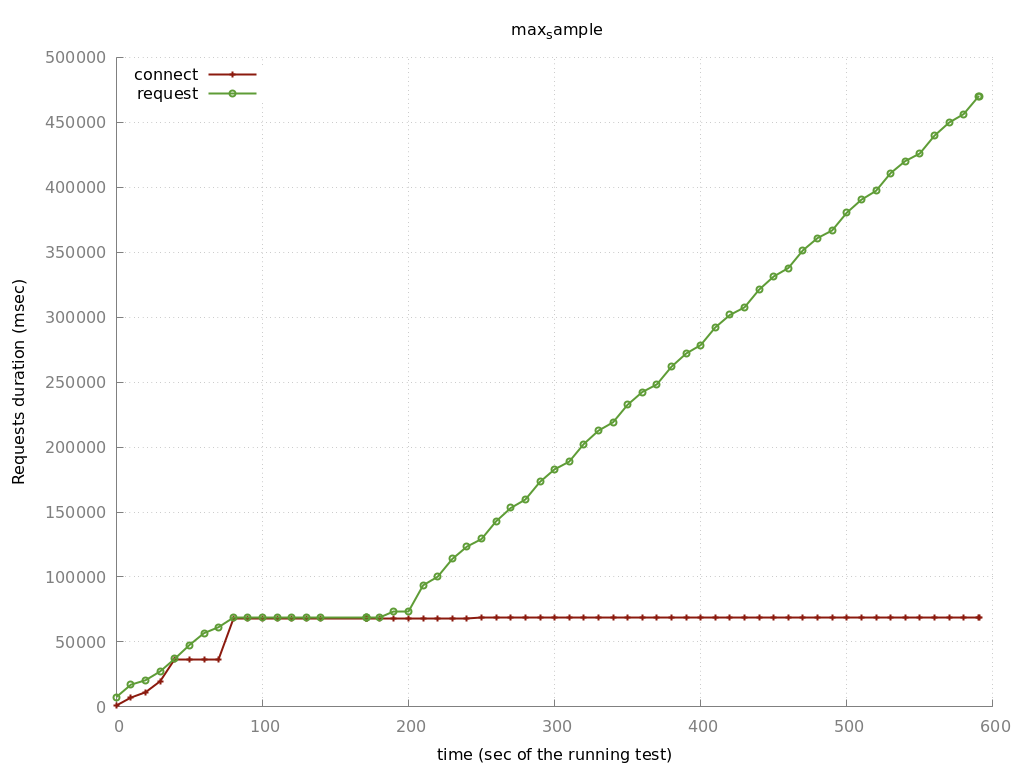 max_sample
500000
450000
400000
350000
300000
250000
200000
150000
100000
50000
0
connect
request
Requests duration (msec)
0 100 200 300 400 500 600
time (sec of the running test)